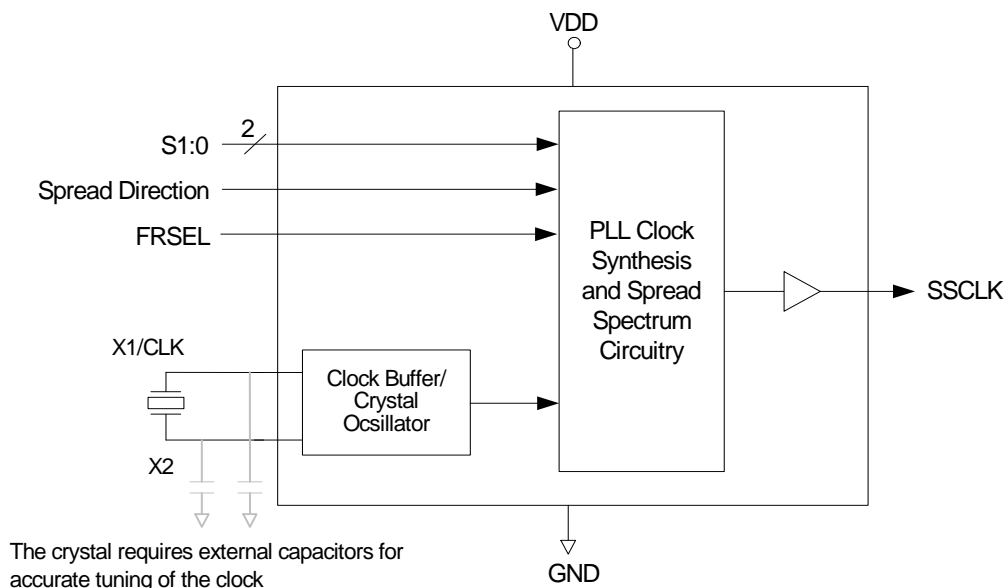 VDD
2
S1:0
Spread Direction
FRSEL
PLL Clock
Synthesis
and Spread
Spectrum
Circuitry
SSCLK
X1/CLK
Clock Buffer/
Crystal
Ocsillator
X2
The crystal requires external capacitors for
accurate tuning of the clock
GND